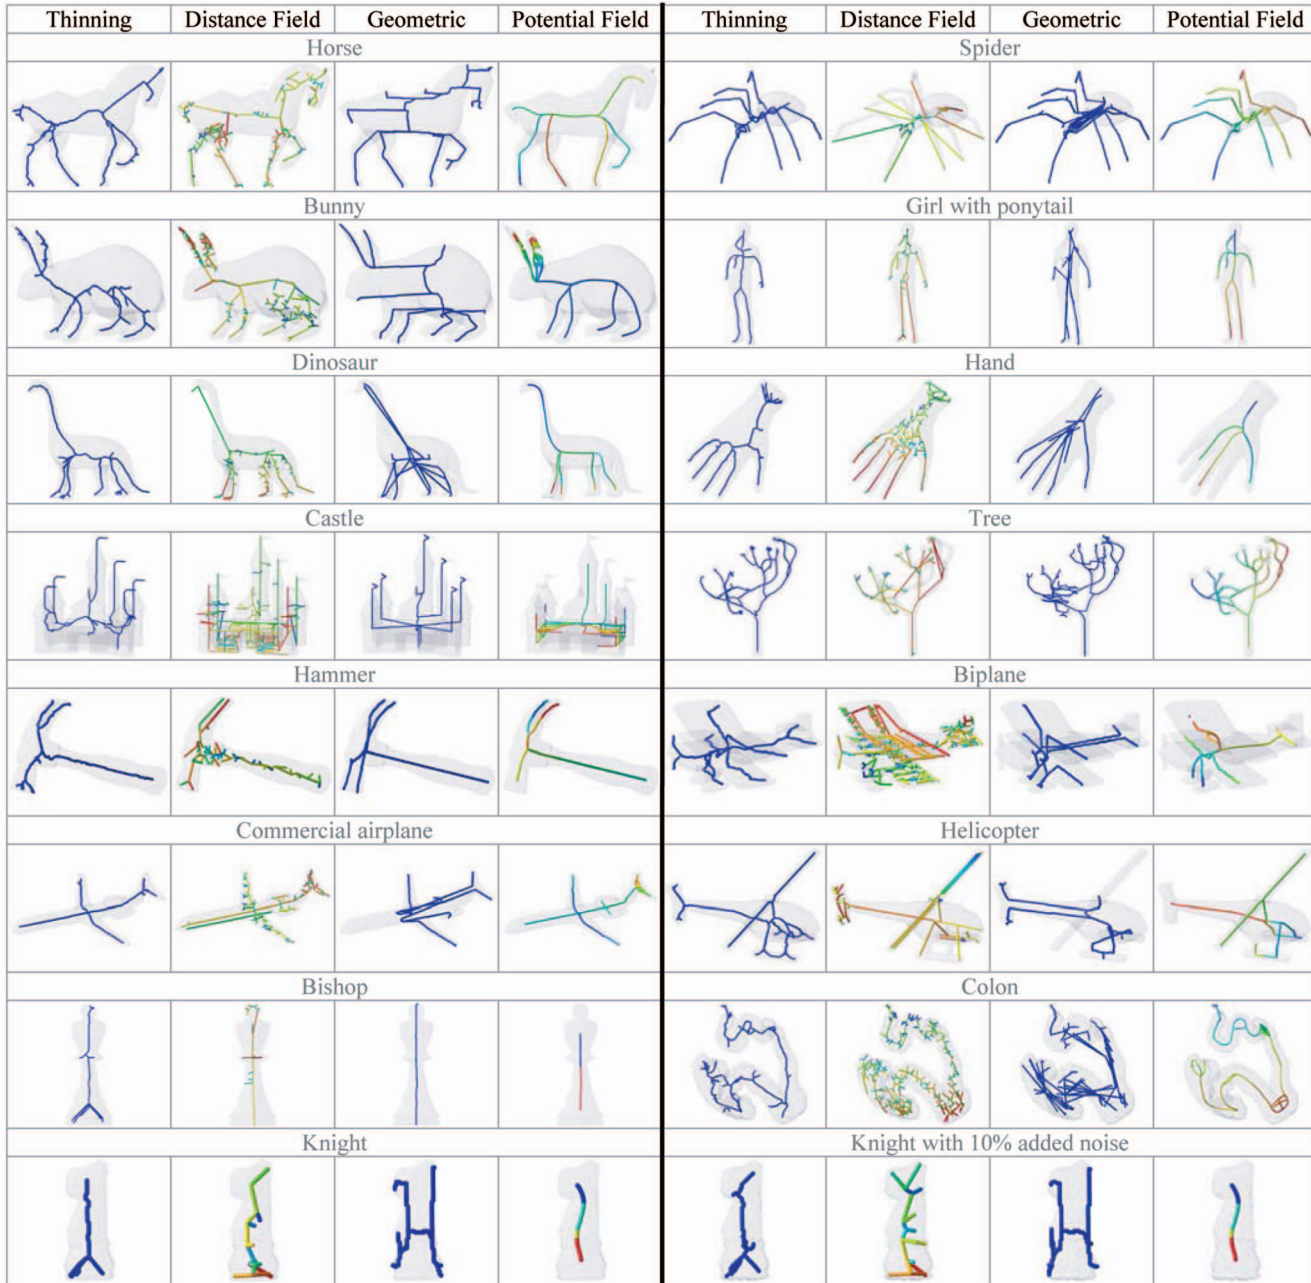 Thinning Distance Field Geometric Potential Field Thinning Distance Field Geometric Potential Field
Horse Spider
Bunny Girl with ponytail
Dinosaur Hand
Castle Tree
Hammer Biplane
Commercial airplane Helicopter
Bishop Colon
Knight Knight with 10% added noise